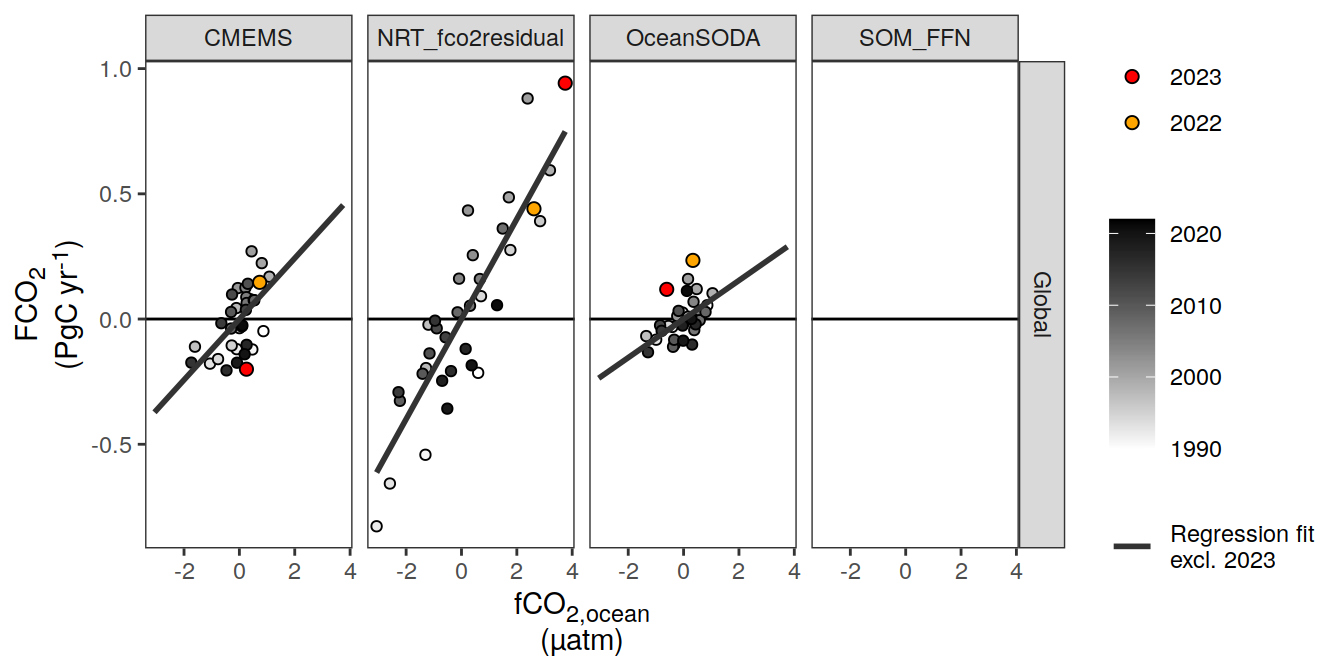 CMEMS NRT_fco2residual OceanSODA SOM_FFN
1.0
0.5
0.0
-0.5
FCO2
(PgC yr⁻¹)
Global
-2 0 2 4 -2 0 2 4 -2 0 2 4 -2 0 2 4
fCO2,ocean
(µatm)
2023
2022
2020
2010
2000
1990
Regression fit
excl. 2023